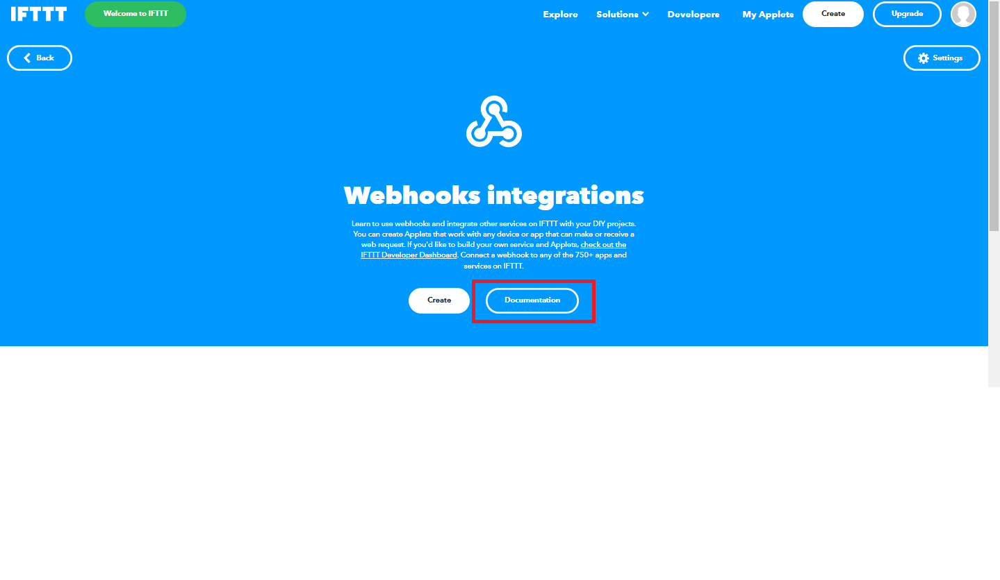 IFTTT
Welcome to IFTTT
Explore
Solutions
Developers
My Applets
Create
Upgrade
Back
Settings
Webhooks integrations
Learn to use webhooks and integrate other services on IFTTT with your DIY projects.
You can create Applets that work with any device or app that can make or receive a
web request. If you'd like to build your own service and Applets, check out the
IFTTT Developer Dashboard. Connect a webhook to any of the 750+ apps and
services on IFTTT.
Create
Documentation